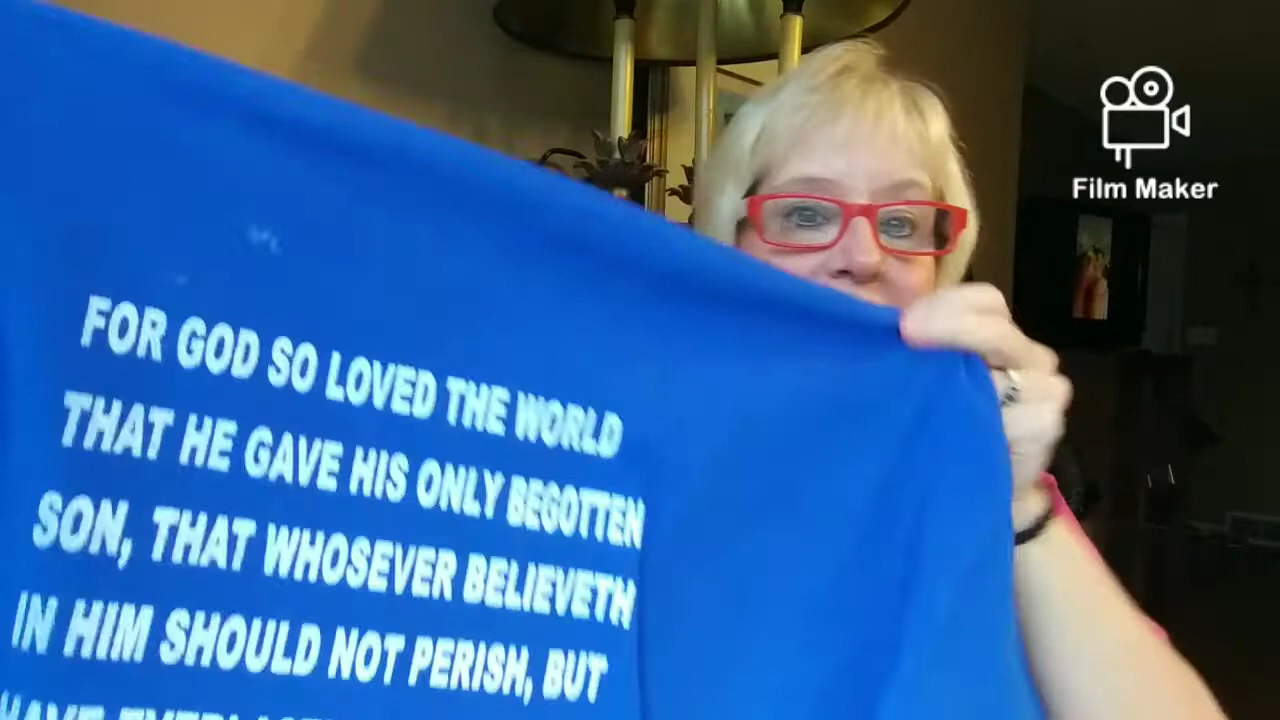 FOR GOD SO LOVED THE WORLD
THAT HE GAVE HIS ONLY BEGOTTEN
SON, THAT WHOSEVER BELIEVETH
IN HIM SHOULD NOT PERISH, BUT
HAVE
Film Maker